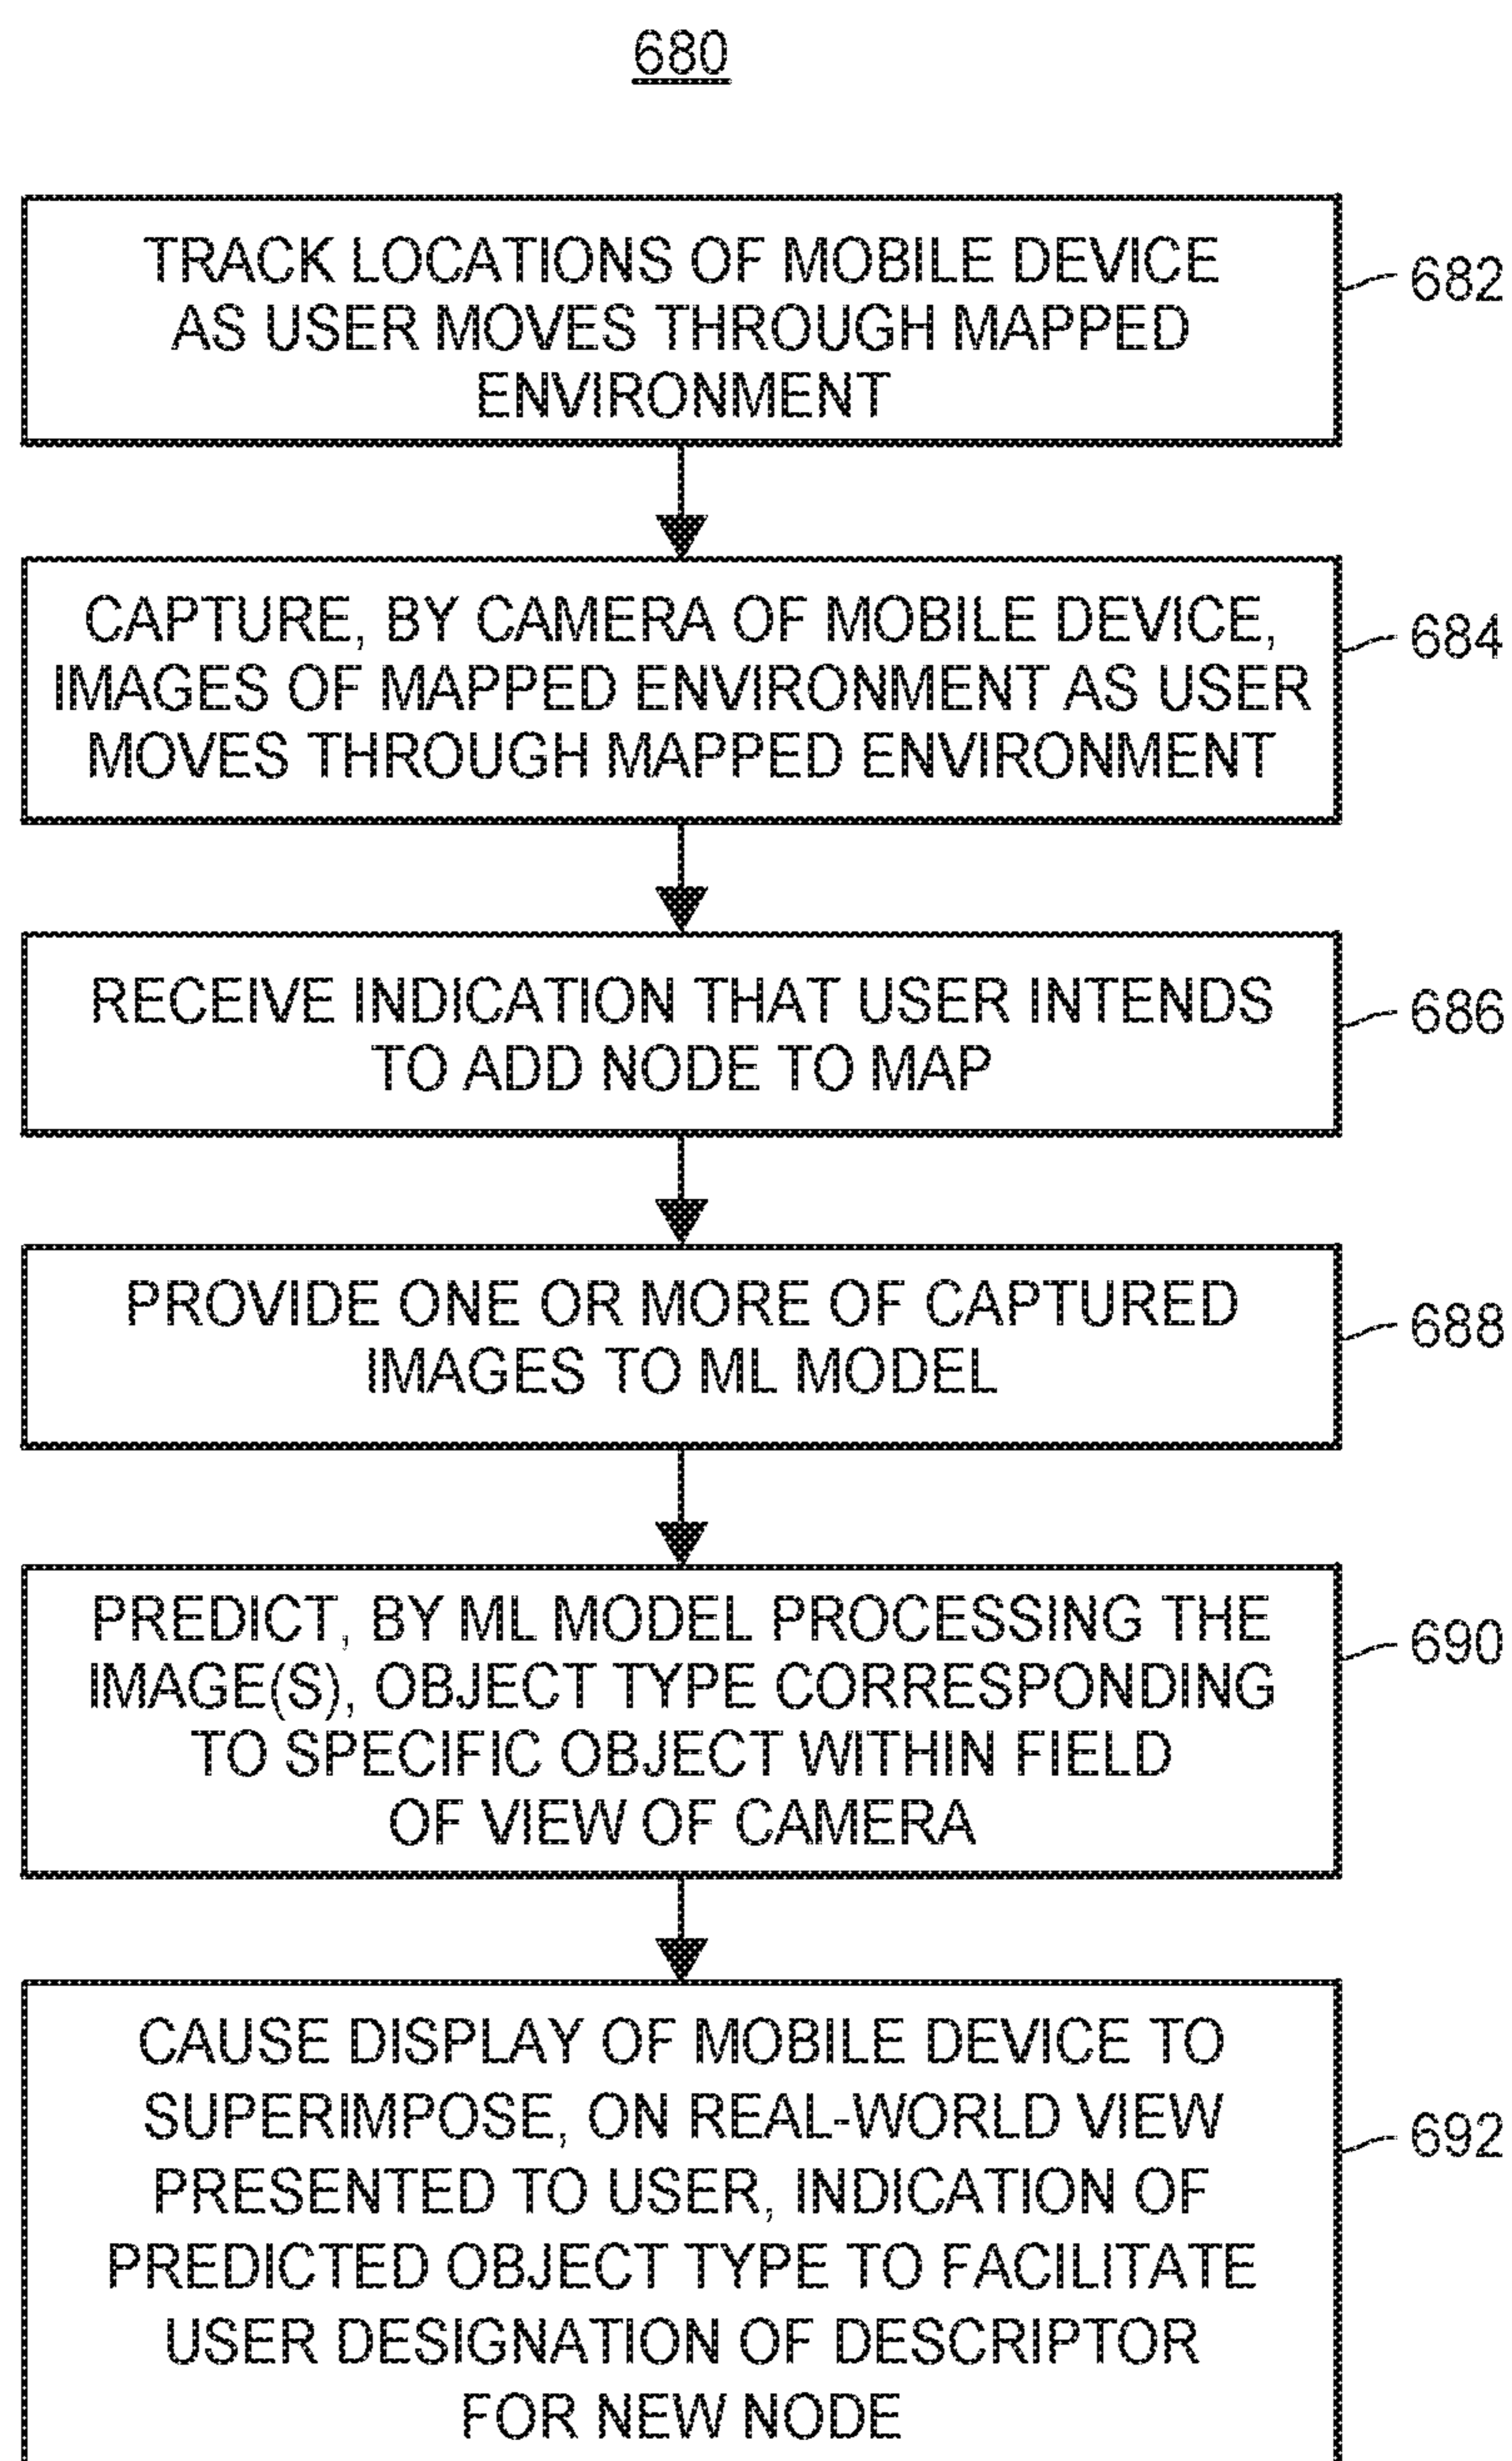 680
TRACK LOCATIONS OF MOBILE DEVICE
AS USER MOVES THROUGH MAPPED
ENVIRONMENT
682
CAPTURE, BY CAMERA OF MOBILE DEVICE,
IMAGES OF MAPPED ENVIRONMENT AS USER
MOVES THROUGH MAPPED ENVIRONMENT
684
RECEIVE INDICATION THAT USER INTENDS
TO ADD NODE TO MAP
686
PROVIDE ONE OR MORE OF CAPTURED
IMAGES TO ML MODEL
688
PREDICT, BY ML MODEL PROCESSING THE
IMAGE(S), OBJECT TYPE CORRESPONDING
TO SPECIFIC OBJECT WITHIN FIELD
OF VIEW OF CAMERA
690
CAUSE DISPLAY OF MOBILE DEVICE TO
SUPERIMPOSE, ON REAL-WORLD VIEW
PRESENTED TO USER, INDICATION OF
PREDICTED OBJECT TYPE TO FACILITATE
USER DESIGNATION OF DESCRIPTOR
FOR NEW NODE
692